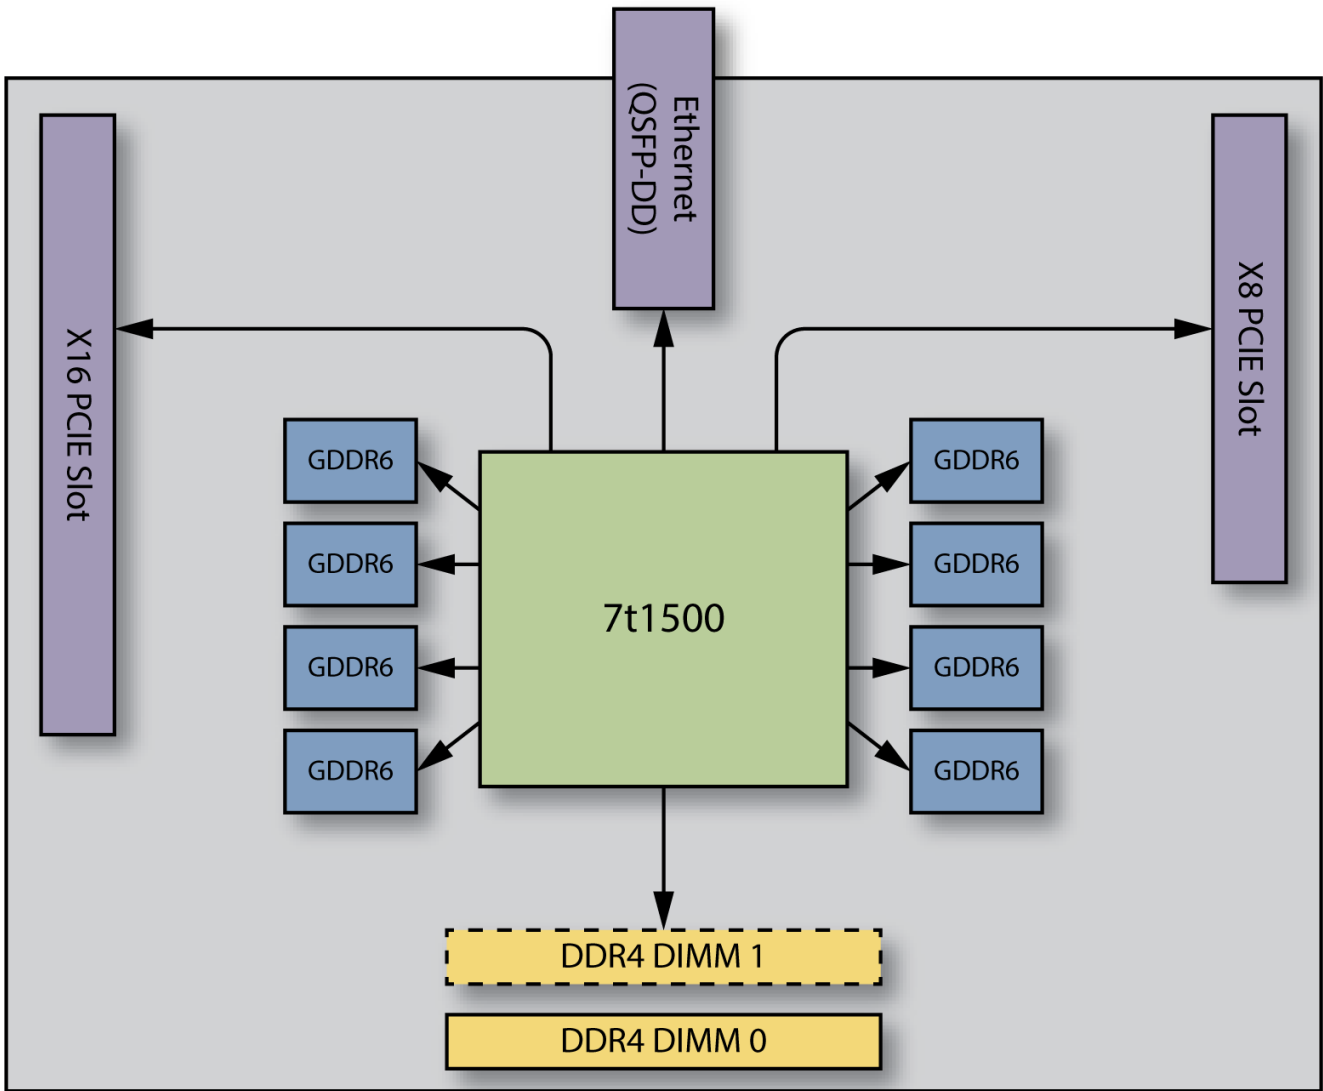 Ethernet
(QSFP-DD)
X16 PCIE Slot
X8 PCIE Slot
GDDR6
GDDR6
GDDR6
GDDR6
7t1500
GDDR6
GDDR6
GDDR6
GDDR6
DDR4 DIMM 1
DDR4 DIMM 0